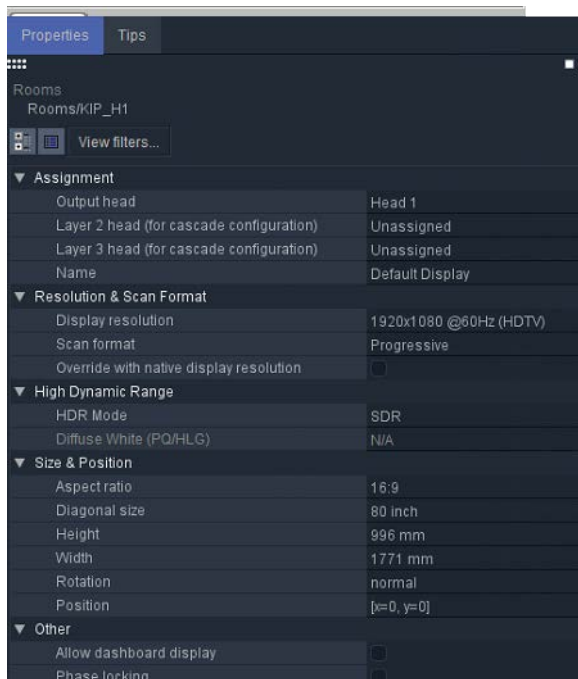 Properties Tips
Rooms
Rooms/KIP_H1
View filters...
Assignment
Output head Head 1
Layer 2 head (for cascade configuration) Unassigned
Layer 3 head (for cascade configuration) Unassigned
Name Default Display
Resolution & Scan Format
Display resolution 1920x1080 @60Hz (HDTV)
Scan format Progressive
Override with native display resolution
High Dynamic Range
HDR Mode SDR
Diffuse White (PQ/HLG) N/A
Size & Position
Aspect ratio 16:9
Diagonal size 80 inch
Height 996 mm
Width 1771 mm
Rotation normal
Position [x=0, y=0]
Other
Allow dashboard display
Phase locking